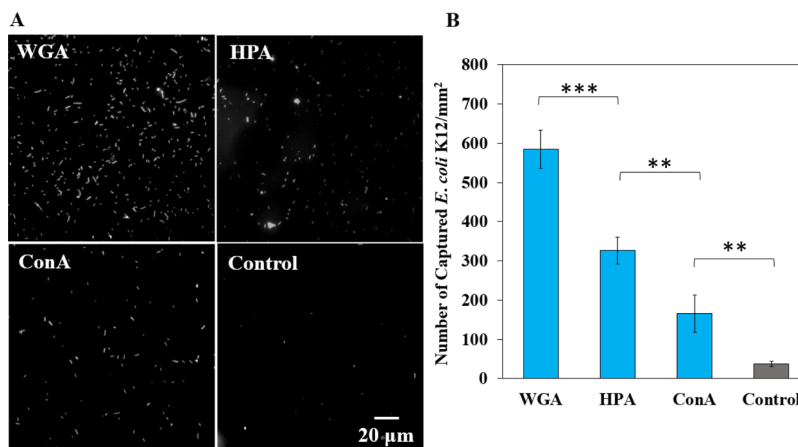 A
WGA
HPA
ConA
Control
20 µm
B
Number of Captured E. coli K12/mm²
800
700
600
500
400
300
200
100
0
***
**
**
WGA HPA ConA Control